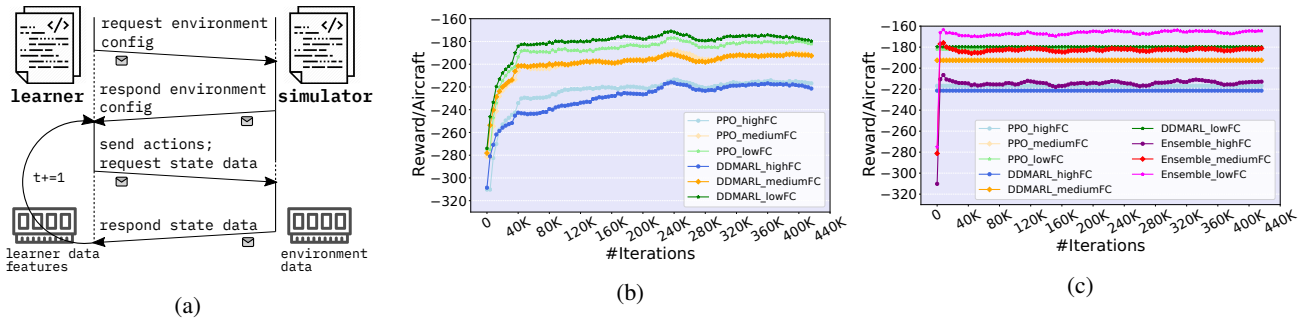 request environment
config
learner
simulator
respond environment
config
send actions;
request state data
t+=1
respond state data
learner data
features
environment
data
(a)
Reward/Aircraft
−160
−180
−200
−220
−240
−260
−280
−300
−320
PPO_highFC
PPO_mediumFC
PPO_lowFC
DDMARL_highFC
DDMARL_mediumFC
DDMARL_lowFC
0
40K
80K
120K
160K
200K
240K
280K
320K
360K
400K
440K
#Iterations
(b)
Reward/Aircraft
−160
−180
−200
−220
−240
−260
−280
−300
−320
PPO_highFC
PPO_mediumFC
PPO_lowFC
DDMARL_highFC
DDMARL_mediumFC
DDMARL_lowFC
Ensemble_highFC
Ensemble_mediumFC
Ensemble_lowFC
0
40K
80K
120K
160K
200K
240K
280K
320K
360K
400K
440K
#Iterations
(c)